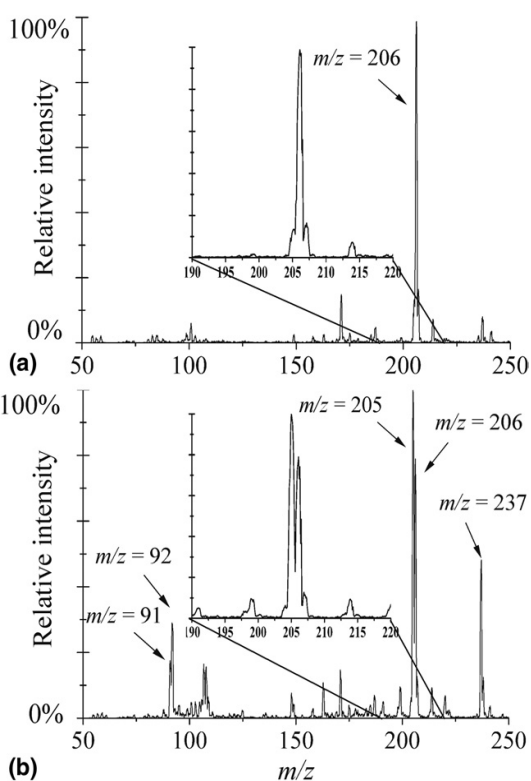 100%
Relative intensity
0%
m/z = 206
190 195 200 205 210 215 220
50 100 150 200 250
(a)
100%
Relative intensity
0%
m/z = 205
m/z = 206
m/z = 237
m/z = 92
m/z = 91
190 195 200 205 210 215 220
50 100 150 200 250
(b)
m/z